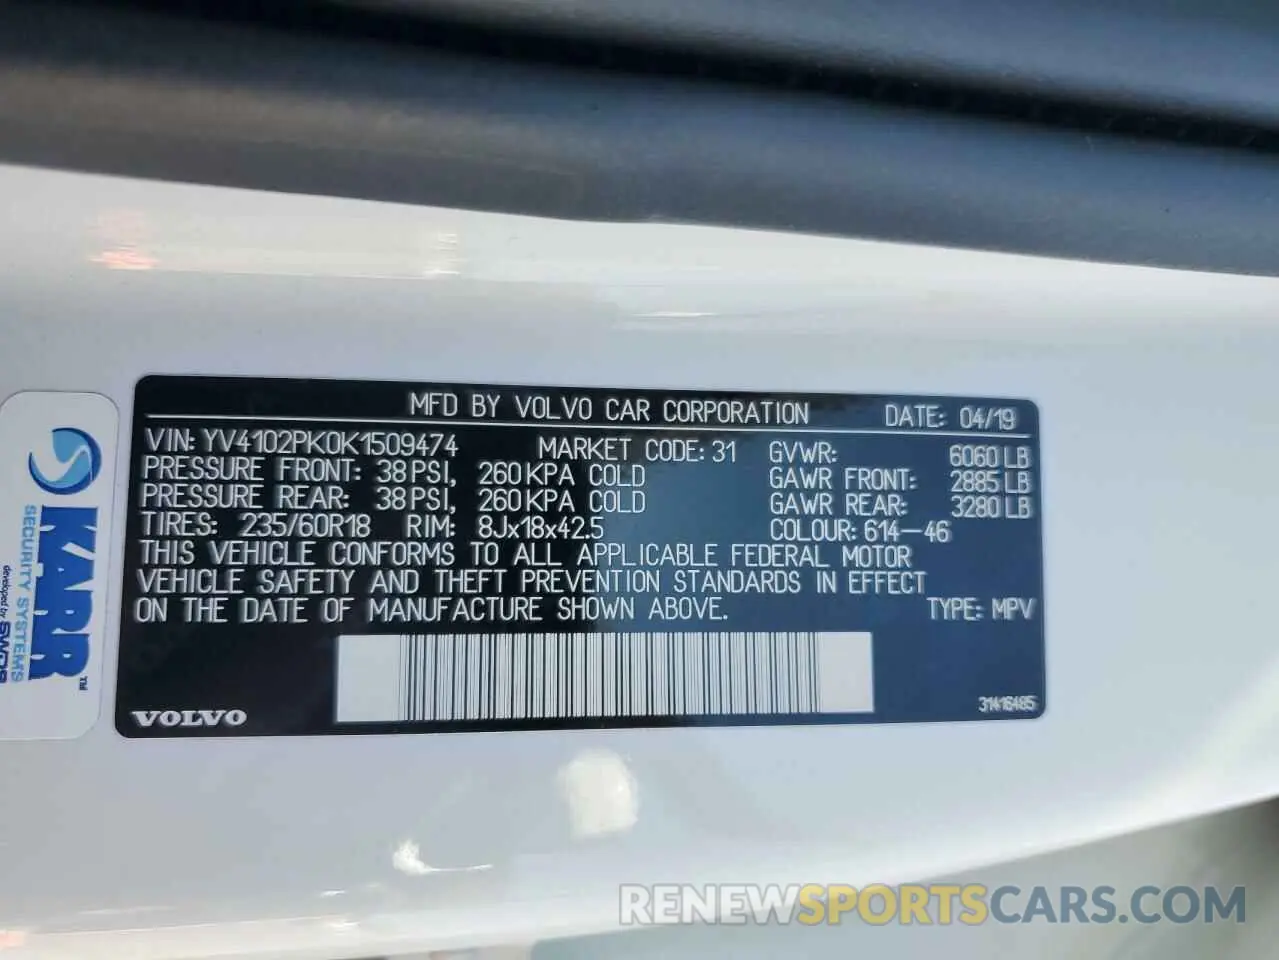 MFD BY VOLVO CAR CORPORATION DATE: 04/19
VIN: YV4102PK0K1509474 MARKET CODE: 31 GVWR: 6060 LB
PRESSURE FRONT: 38 PSI, 260 KPA COLD GAWR FRONT: 2885 LB
PRESSURE REAR: 38 PSI, 260 KPA COLD GAWR REAR: 3280 LB
TIRES: 235/60R18 RIM: 8Jx18x42.5 COLOUR: 614-46
THIS VEHICLE CONFORMS TO ALL APPLICABLE FEDERAL MOTOR
VEHICLE SAFETY AND THEFT PREVENTION STANDARDS IN EFFECT
ON THE DATE OF MANUFACTURE SHOWN ABOVE. TYPE: MPV
VOLVO 31416485
KARR™
SECURITY SYSTEMS
developed by SWDS
RENEWSPORTSCARS.COM